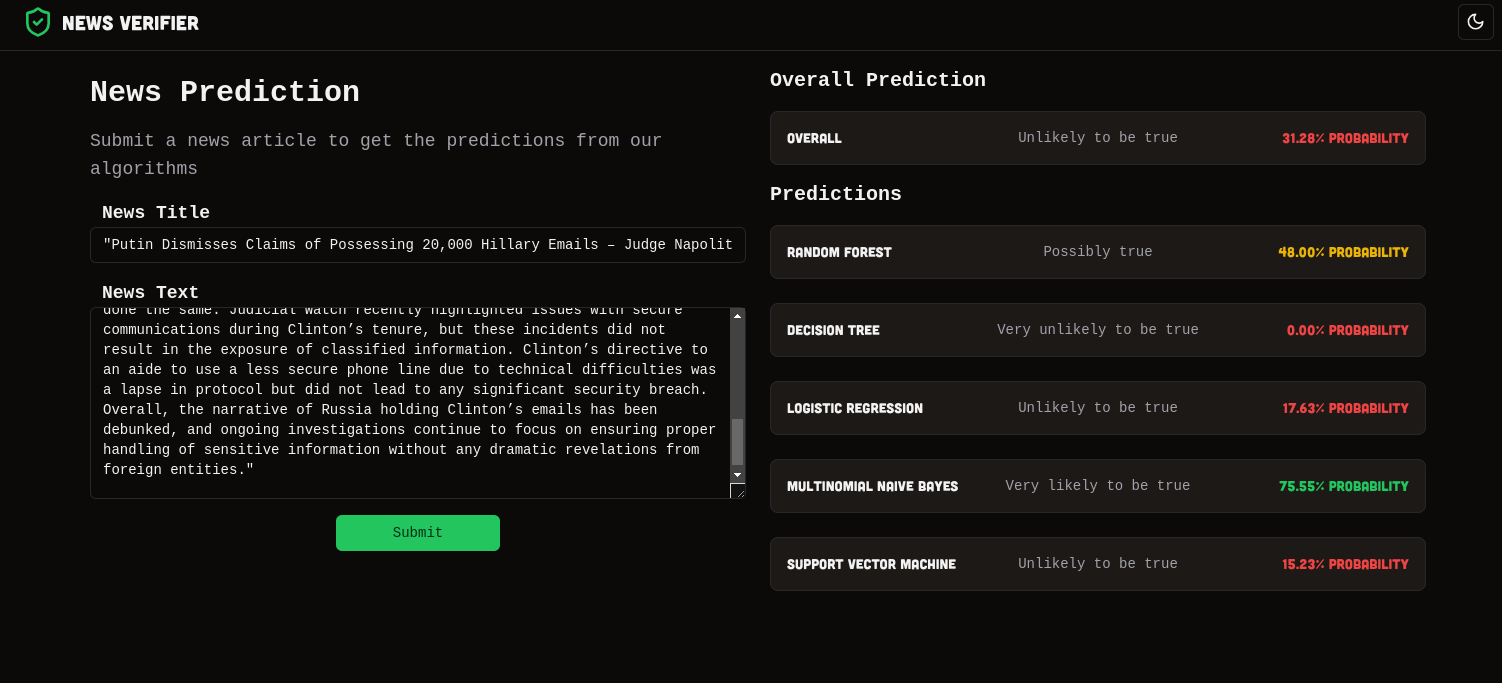 NEWS VERIFIER
News Prediction
Submit a news article to get the predictions from our
algorithms
News Title
"Putin Dismisses Claims of Possessing 20,000 Hillary Emails – Judge Napolit
News Text
done the same. Judicial Watch recently highlighted issues with secure
communications during Clinton’s tenure, but these incidents did not
result in the exposure of classified information. Clinton’s directive to
an aide to use a less secure phone line due to technical difficulties was
a lapse in protocol but did not lead to any significant security breach.
Overall, the narrative of Russia holding Clinton’s emails has been
debunked, and ongoing investigations continue to focus on ensuring proper
handling of sensitive information without any dramatic revelations from
foreign entities."
Submit
Overall Prediction
OVERALL Unlikely to be true 31.28% PROBABILITY
Predictions
RANDOM FOREST Possibly true 48.00% PROBABILITY
DECISION TREE Very unlikely to be true 0.00% PROBABILITY
LOGISTIC REGRESSION Unlikely to be true 17.63% PROBABILITY
MULTINOMIAL NAIVE BAYES Very likely to be true 75.55% PROBABILITY
SUPPORT VECTOR MACHINE Unlikely to be true 15.23% PROBABILITY